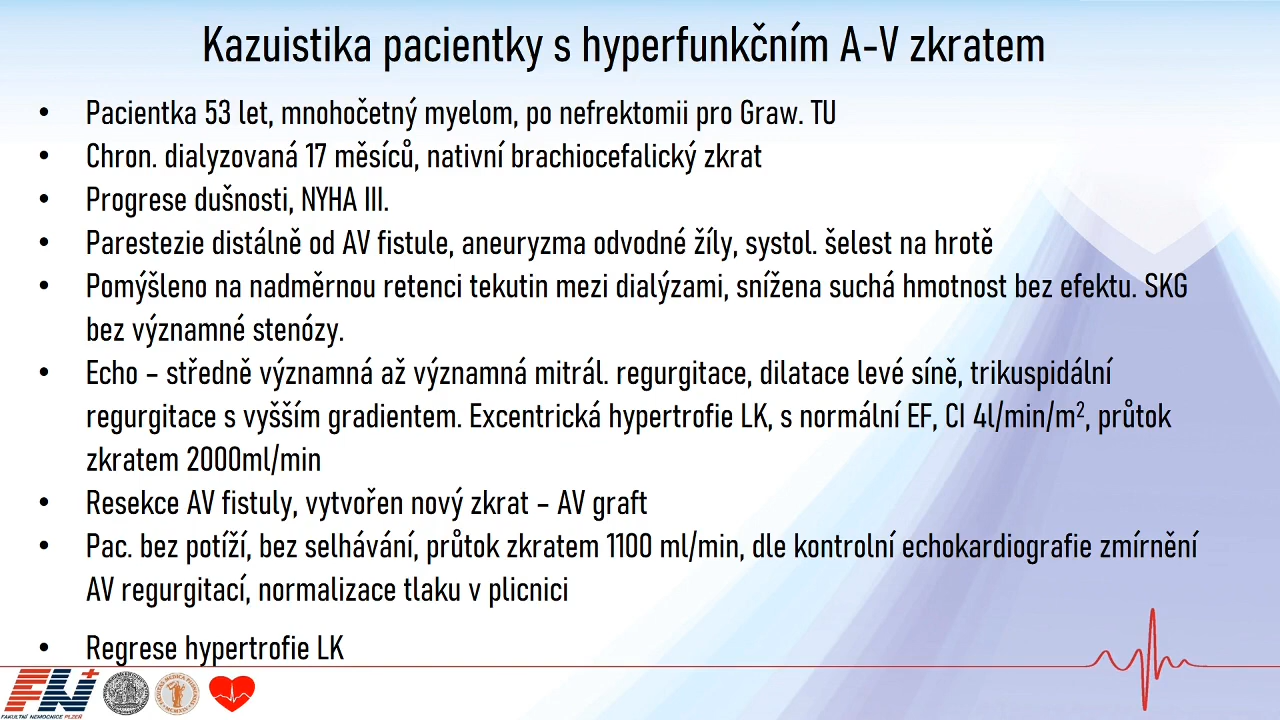 Kazuistika pacientky s hyperfunkčním A-V zkratem
• Pacientka 53 let, mnohočetný myelom, po nefrektomii pro Graw. TU
• Chron. dialyzovaná 17 měsíců, nativní brachiocefalický zkrat
• Progrese dušnosti, NYHA III.
• Parestezie distálně od AV fistule, aneuryzma odvodné žíly, systol. šelest na hrotě
• Pomýšleno na nadměrnou retenci tekutin mezi dialýzami, snížena suchá hmotnost bez efektu. SKG
bez významné stenózy.
• Echo – středně významná až významná mitrál. regurgitace, dilatace levé síně, trikuspidální
regurgitace s vyšším gradientem. Excentrická hypertrofie LK, s normální EF, CI 4l/min/m², průtok
zkratem 2000ml/min
• Resekce AV fistuly, vytvořen nový zkrat – AV graft
• Pac. bez potíží, bez selhávání, průtok zkratem 1100 ml/min, dle kontrolní echokardiografie zmírnění
AV regurgitací, normalizace tlaku v plicnici
• Regrese hypertrofie LK
FN
FAKULTNÍ NEMOCNICE PLZEŇ